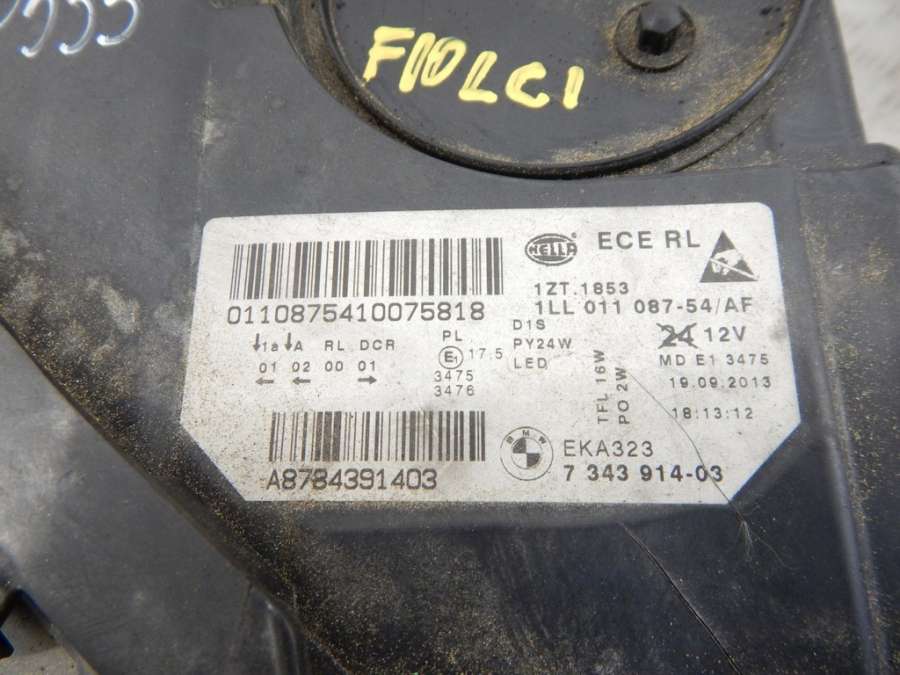 F10LCI
HELLA
ECE RL
1ZT.1853
1LL 011 087-54/AF
0110875410075818
24 12V
D1S
PY24W
LED
PL
E1 17.5
3475
3476
1a A RL DCR
01 02 00 01
TFL 16W
PO 2W
MD E1 3475
19.09.2013
18:13:12
BMW
EKA323
7 343 914-03
A8784391403